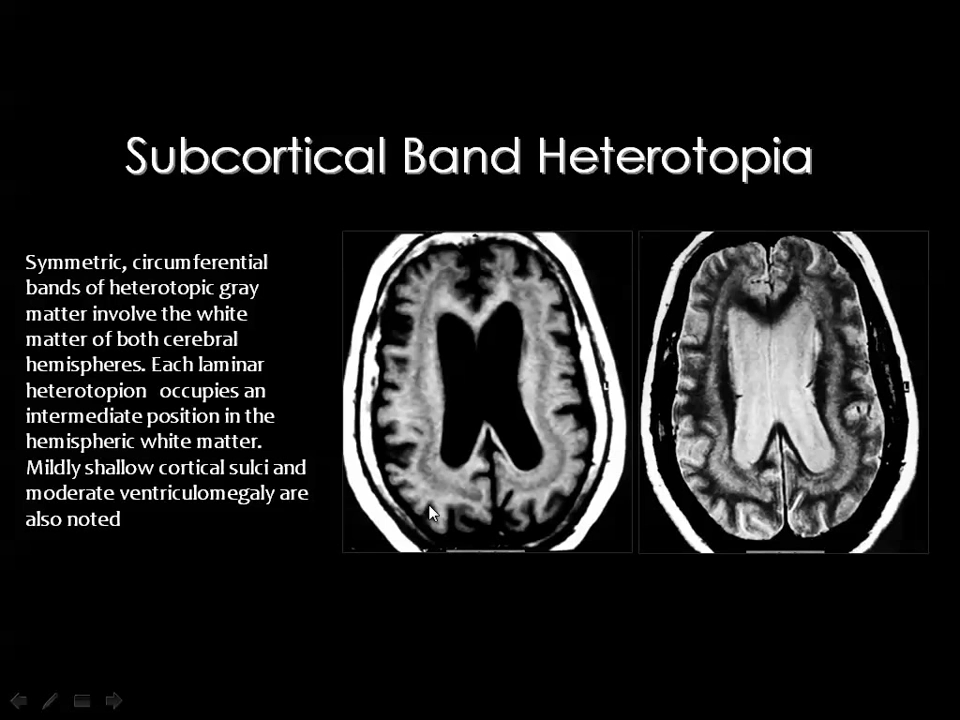 Subcortical Band Heterotopia
Symmetric, circumferential
bands of heterotopic gray
matter involve the white
matter of both cerebral
hemispheres. Each laminar
heterotopion occupies an
intermediate position in the
hemispheric white matter.
Mildly shallow cortical sulci and
moderate ventriculomegaly are
also noted